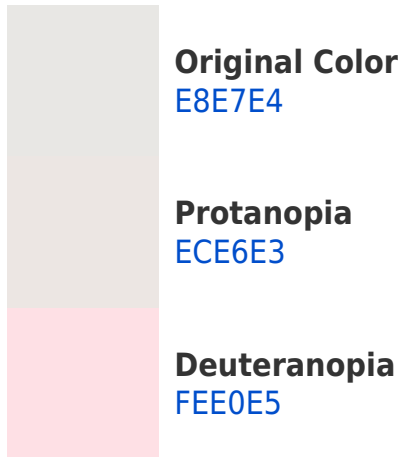 Original Color
E8E7E4
Protanopia
ECE6E3
Deuteranopia
FEE0E5